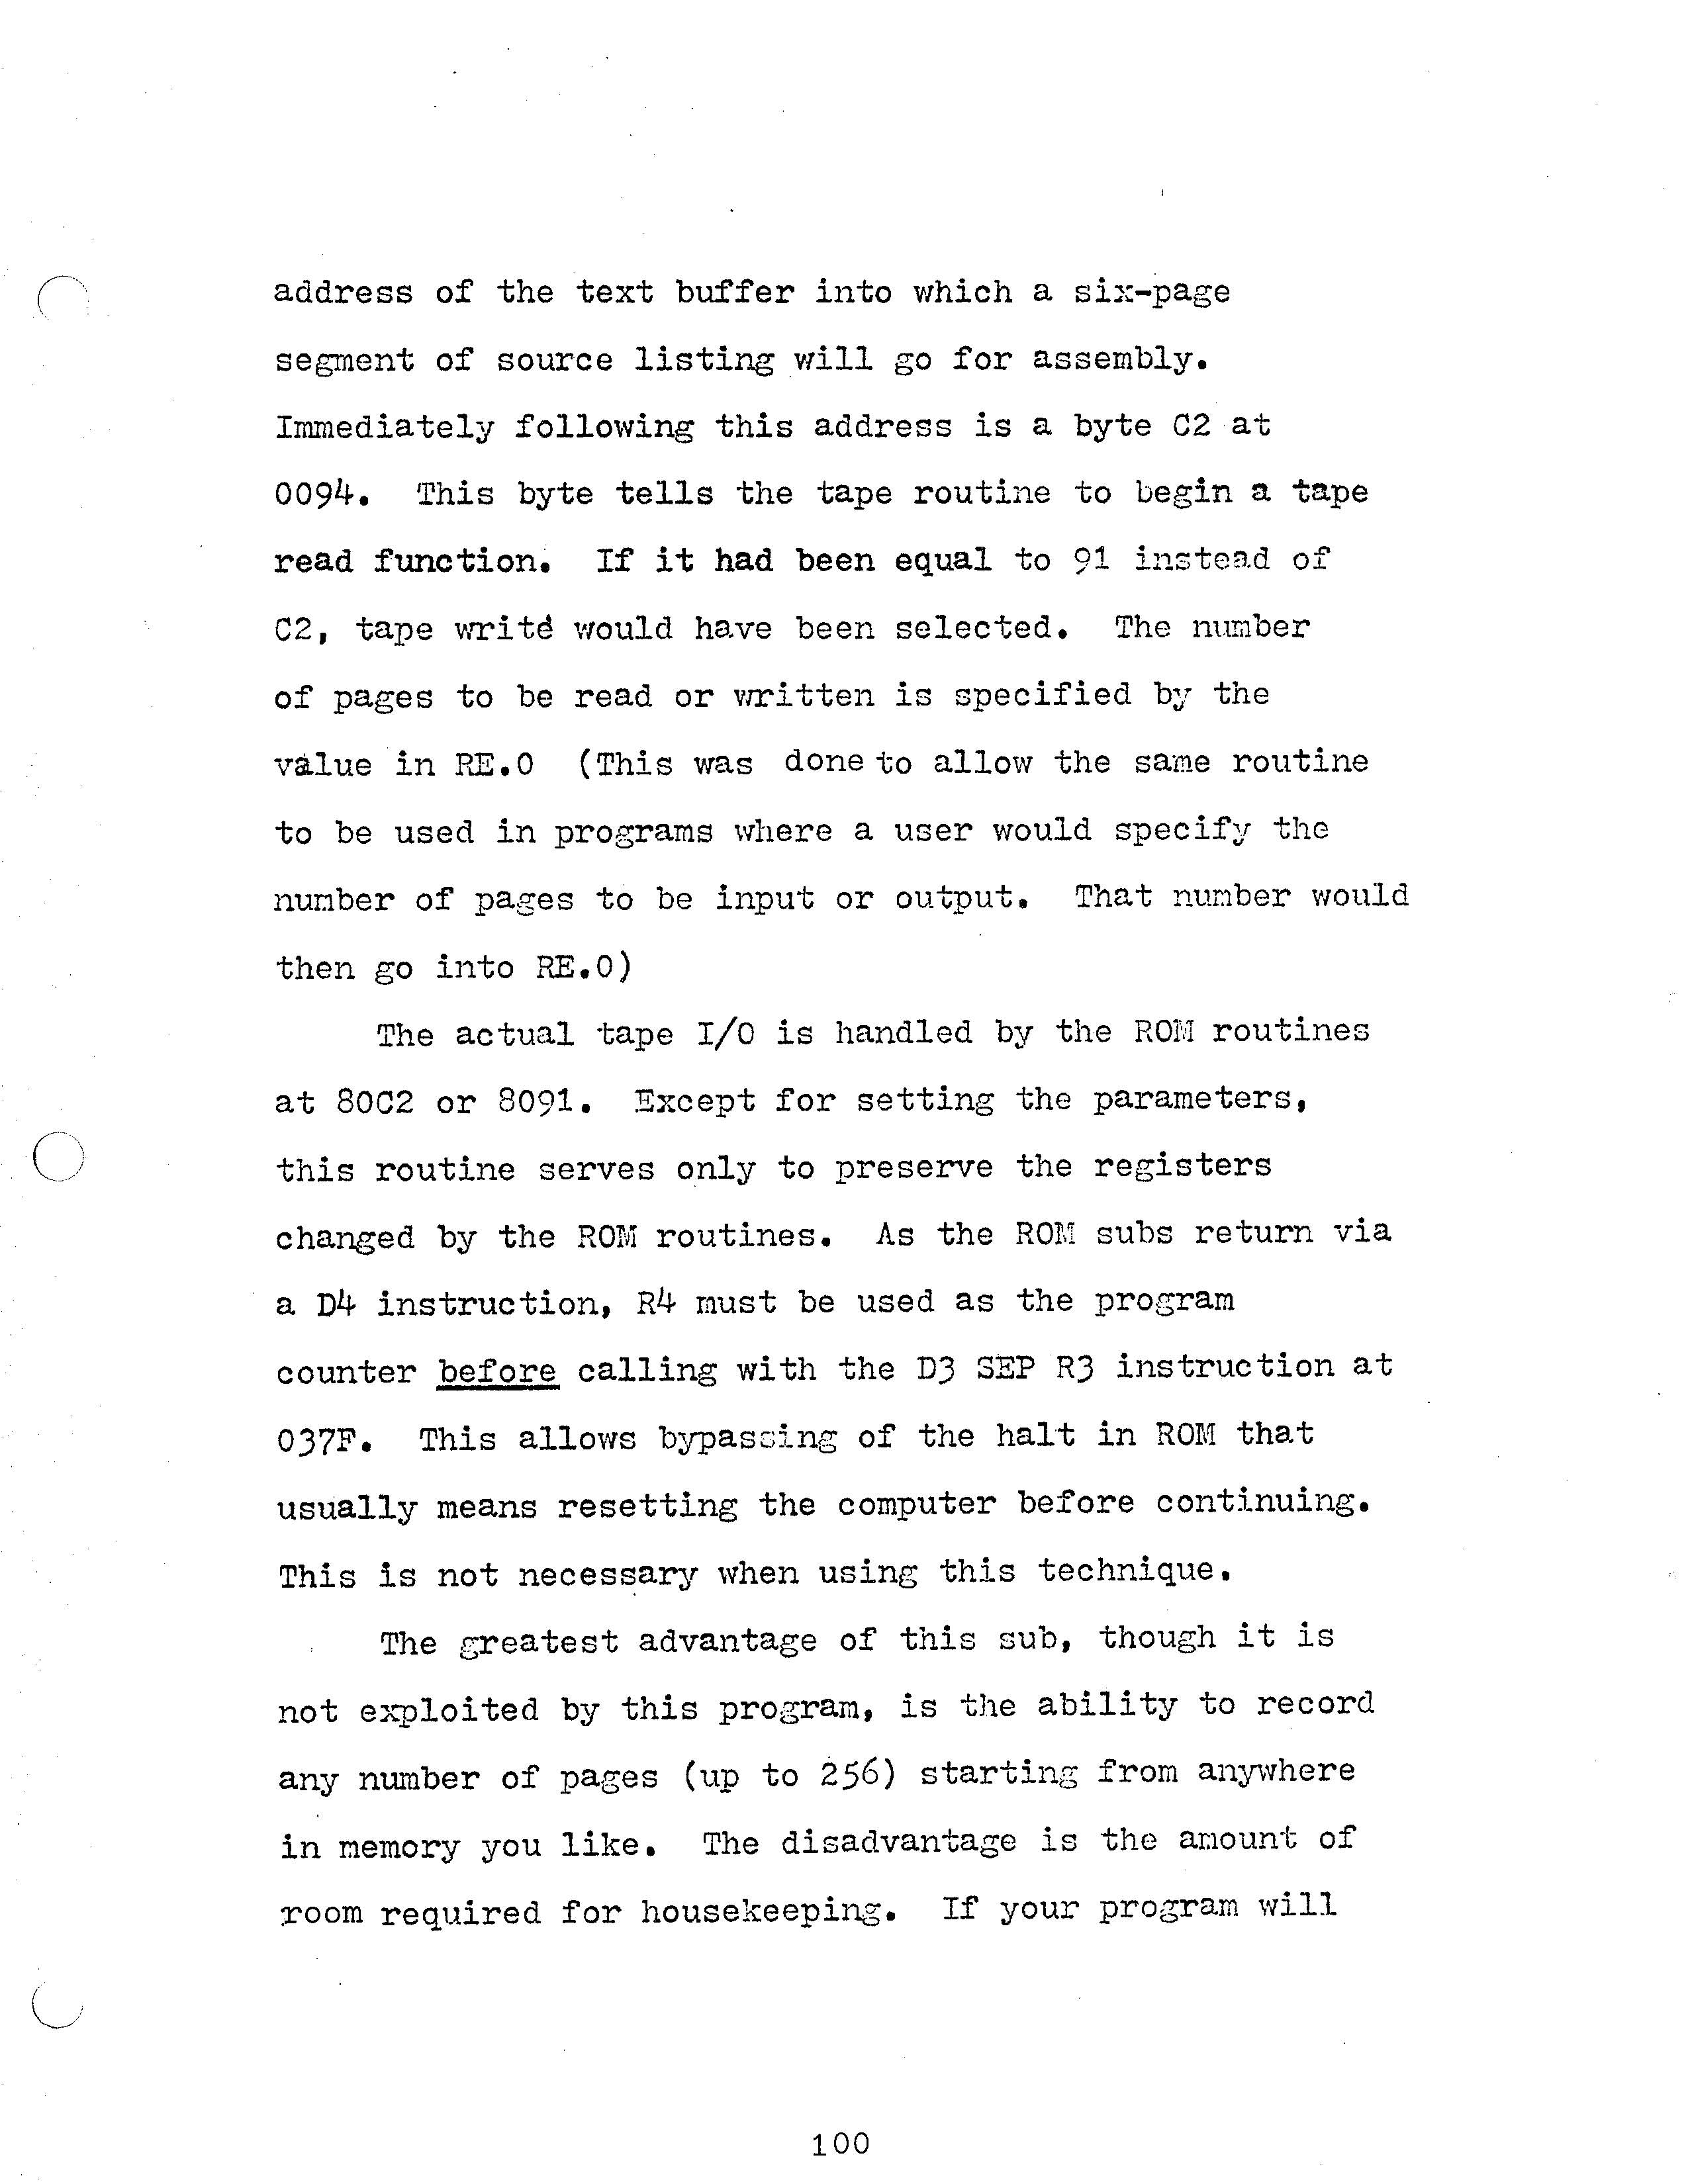 address of the text buffer into which a six-page
segment of source listing will go for assembly.
Immediately following this address is a byte C2 at
0094.  This byte tells the tape routine to begin a tape
read function.  If it had been equal to 91 instead of
C2, tape write would have been selected.  The number
of pages to be read or written is specified by the
value in RE.0  (This was  done to allow the same routine
to be used in programs where a user would specify the
number of pages to be input or output.  That number would
then go into RE.0)
The actual tape I/O is handled by the ROM routines
at 80C2 or 8091.  Except for setting the parameters,
this routine serves only to preserve the registers
changed by the ROM routines.  As the ROM subs return via
a D4 instruction, R4 must be used as the program
counter before calling with the D3 SEP R3 instruction at
037F.  This allows bypassing of the halt in ROM that
usually means resetting the computer before continuing.
This is not necessary when using this technique.
The greatest advantage of this sub, though it is
not exploited by this program, is the ability to record
any number of pages (up to 256) starting from anywhere
in memory you like.  The disadvantage is the amount of
room required for housekeeping.  If your program will
100